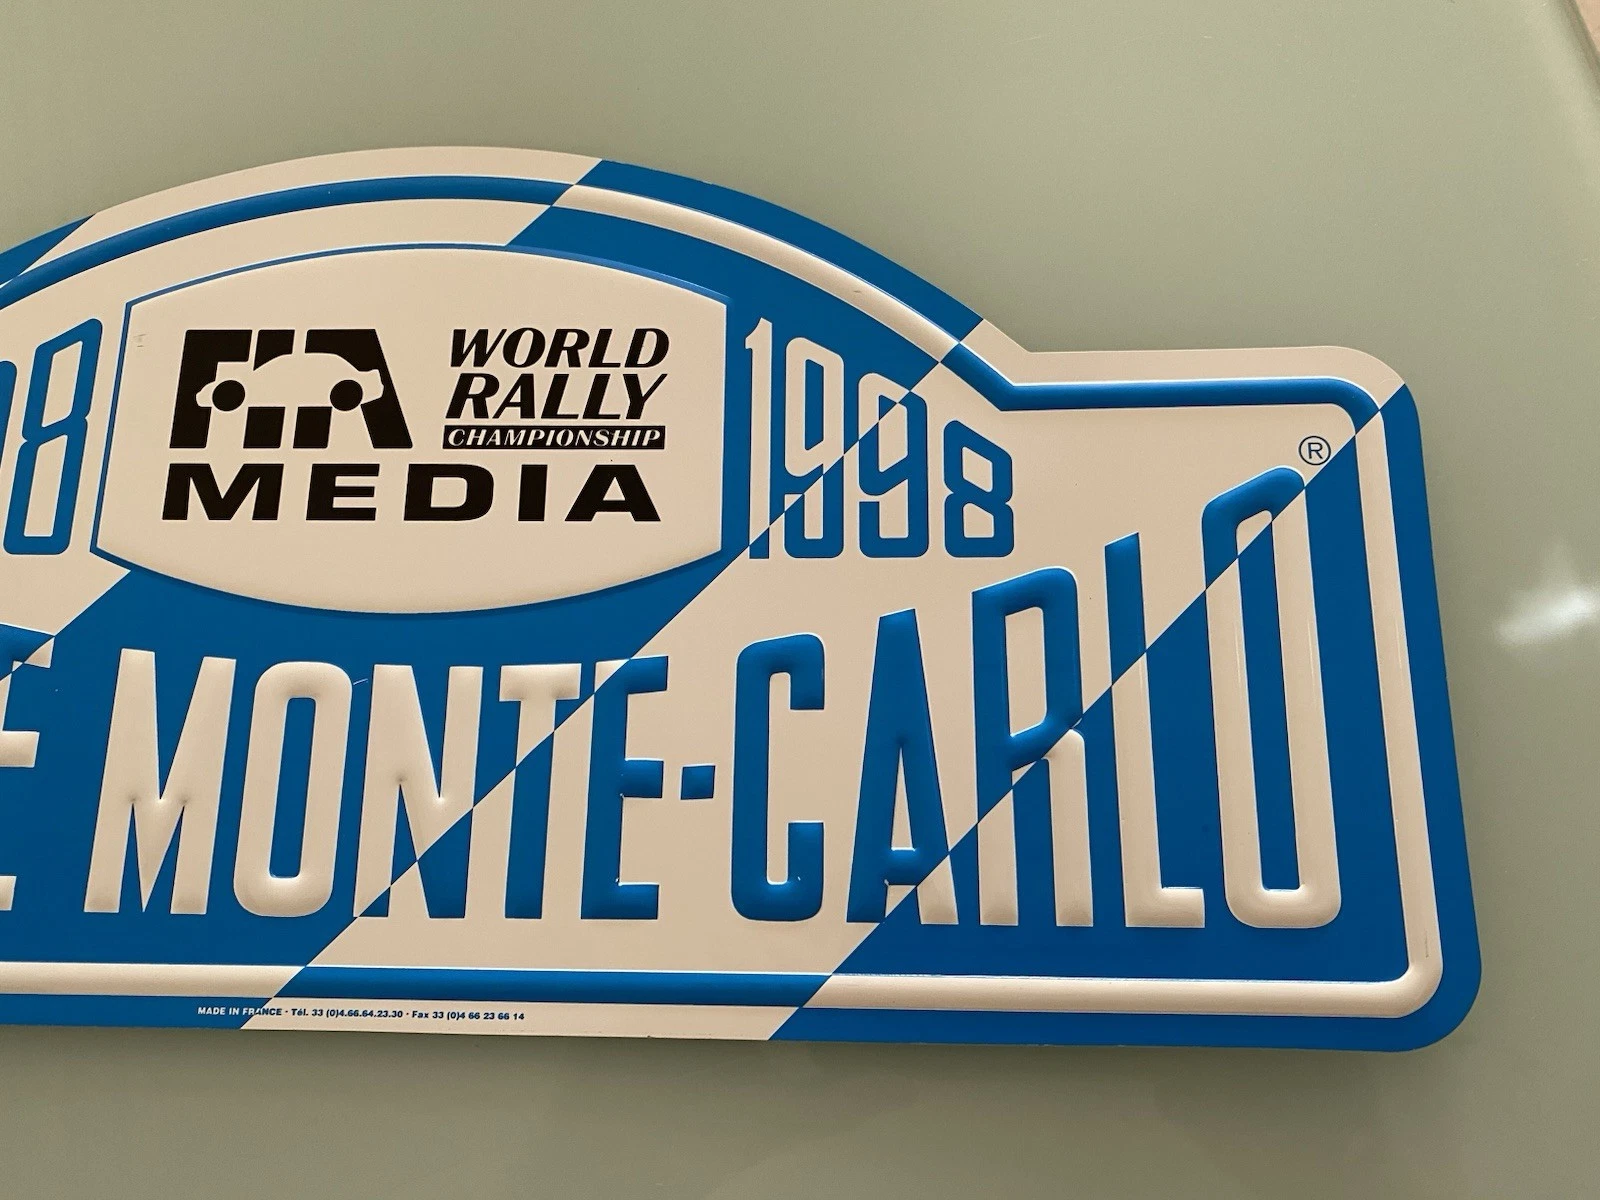 FIA
WORLD
RALLY
CHAMPIONSHIP
MEDIA
98 1998
E MONTE-CARLO ®
MADE IN FRANCE · Tél. 33 (0)4.66.64.23.30 · Fax 33 (0)4 66 23 66 14